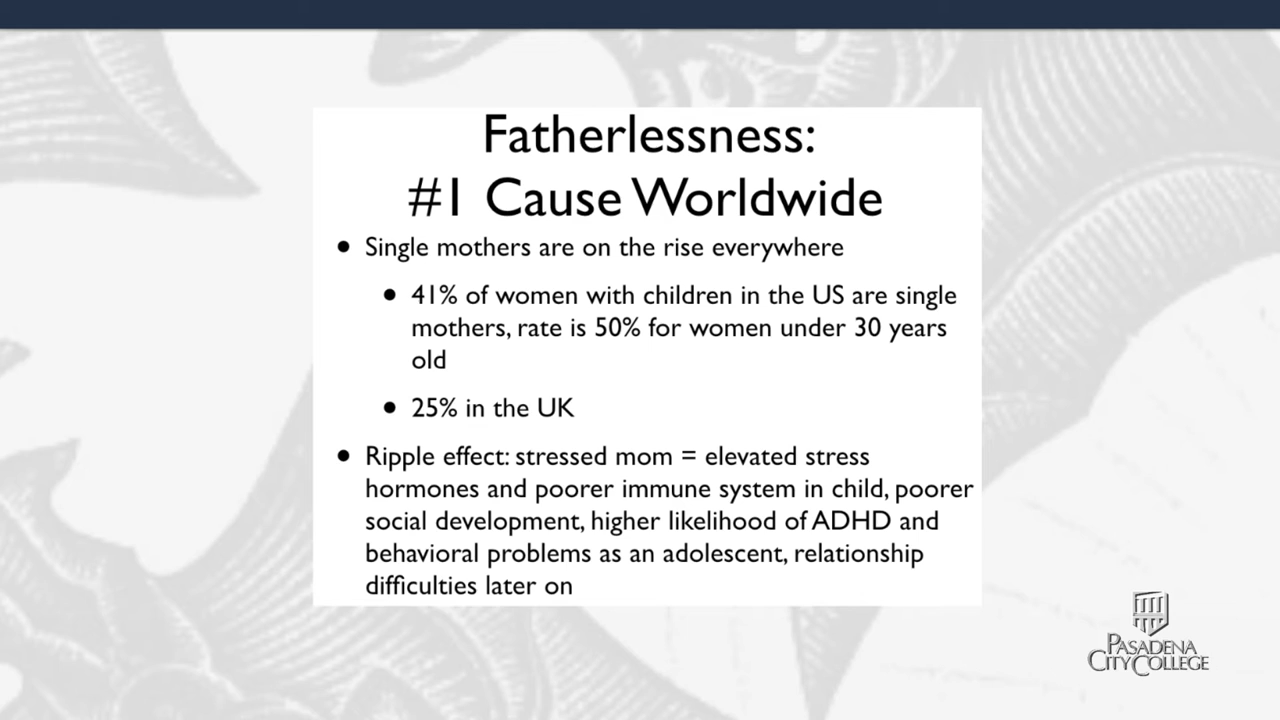 Fatherlessness:
#1 Cause Worldwide
• Single mothers are on the rise everywhere
• 41% of women with children in the US are single
mothers, rate is 50% for women under 30 years
old
• 25% in the UK
• Ripple effect: stressed mom = elevated stress
hormones and poorer immune system in child, poorer
social development, higher likelihood of ADHD and
behavioral problems as an adolescent, relationship
difficulties later on
PASADENA
CITY COLLEGE